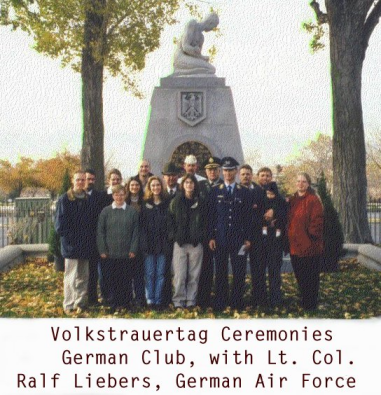 Volkstrauertag Ceremonies
German Club, with Lt. Col.
Ralf Liebers, German Air Force